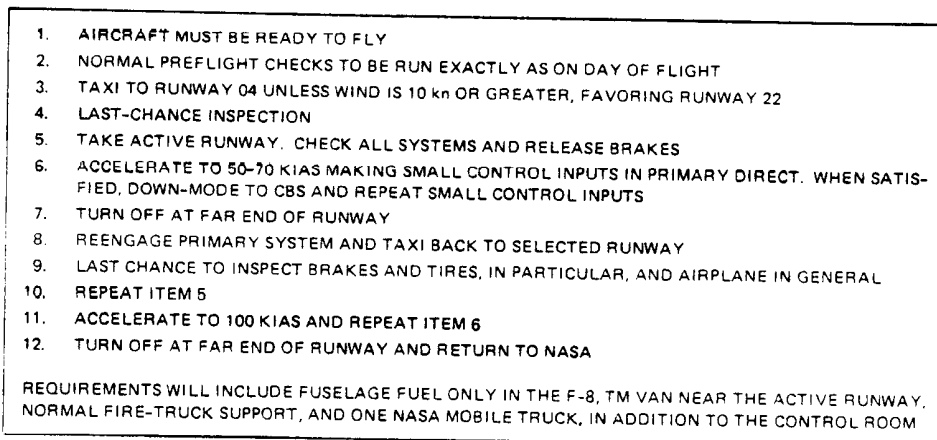 1. AIRCRAFT MUST BE READY TO FLY
2. NORMAL PREFLIGHT CHECKS TO BE RUN EXACTLY AS ON DAY OF FLIGHT
3. TAXI TO RUNWAY 04 UNLESS WIND IS 10 kn OR GREATER, FAVORING RUNWAY 22
4. LAST-CHANCE INSPECTION
5. TAKE ACTIVE RUNWAY. CHECK ALL SYSTEMS AND RELEASE BRAKES
6. ACCELERATE TO 50-70 KIAS MAKING SMALL CONTROL INPUTS IN PRIMARY DIRECT. WHEN SATIS-
FIED, DOWN-MODE TO CBS AND REPEAT SMALL CONTROL INPUTS
7. TURN OFF AT FAR END OF RUNWAY
8. REENGAGE PRIMARY SYSTEM AND TAXI BACK TO SELECTED RUNWAY
9. LAST CHANCE TO INSPECT BRAKES AND TIRES, IN PARTICULAR, AND AIRPLANE IN GENERAL
10. REPEAT ITEM 5
11. ACCELERATE TO 100 KIAS AND REPEAT ITEM 6
12. TURN OFF AT FAR END OF RUNWAY AND RETURN TO NASA
REQUIREMENTS WILL INCLUDE FUSELAGE FUEL ONLY IN THE F-8, TM VAN NEAR THE ACTIVE RUNWAY,
NORMAL FIRE-TRUCK SUPPORT, AND ONE NASA MOBILE TRUCK, IN ADDITION TO THE CONTROL ROOM